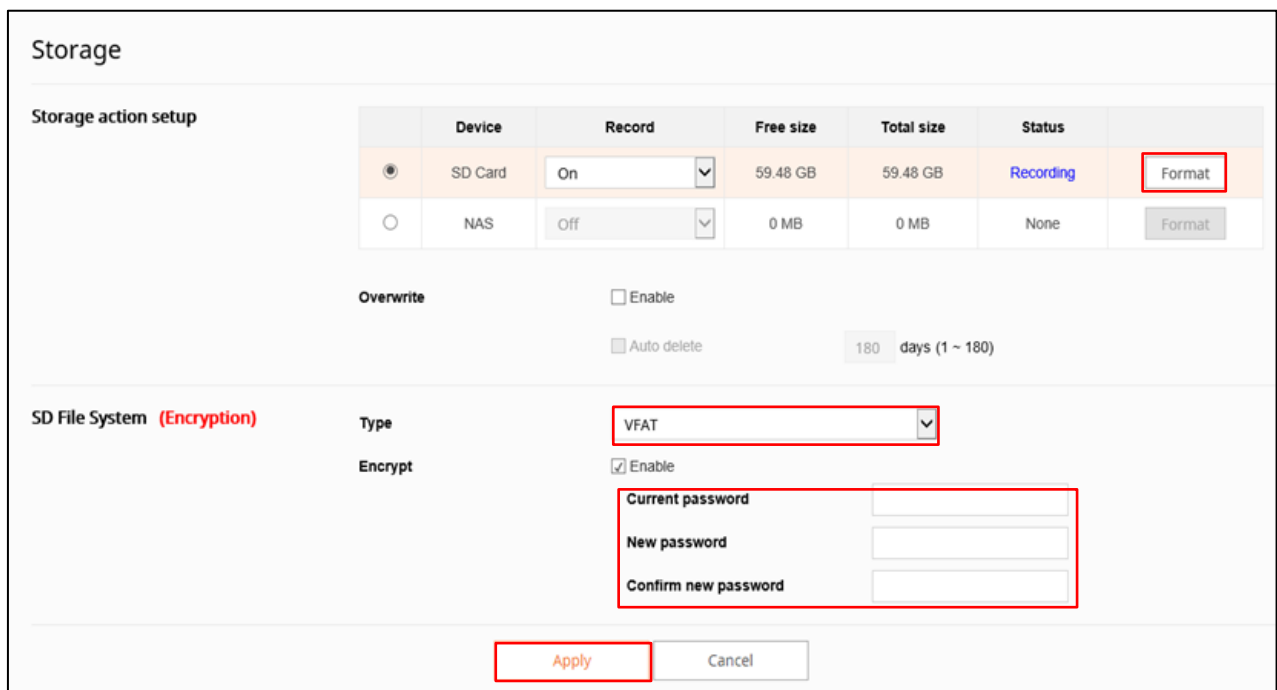 Storage
Storage action setup
Device Record Free size Total size Status
SD Card On 59.48 GB 59.48 GB Recording Format
NAS Off 0 MB 0 MB None Format
Overwrite Enable
Auto delete 180 days (1 ~ 180)
SD File System (Encryption) Type VFAT
Encrypt Enable
Current password
New password
Confirm new password
Apply Cancel